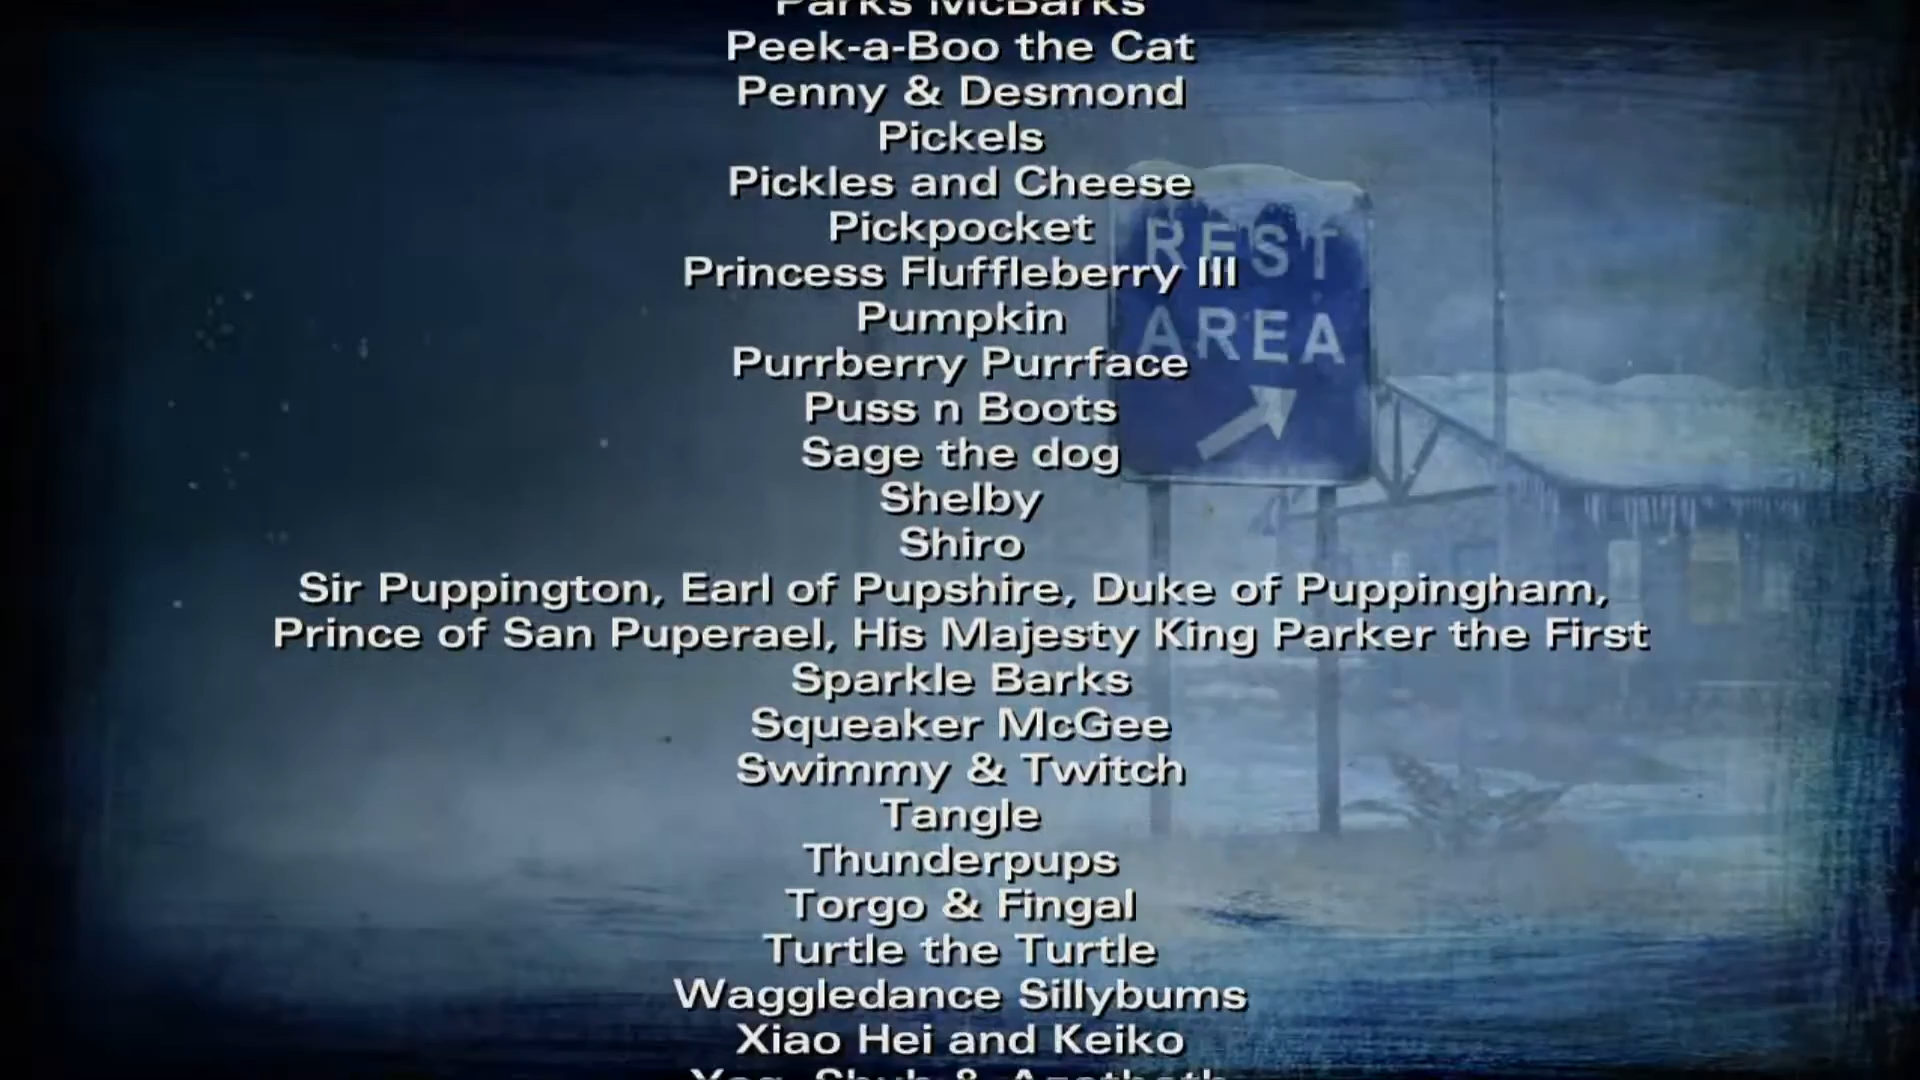 Parks McBarks
Peek-a-Boo the Cat
Penny & Desmond
Pickels
Pickles and Cheese
Pickpocket
Princess Fluffleberry III
Pumpkin
Purrberry Purrface
Puss n Boots
Sage the dog
Shelby
Shiro
Sir Puppington, Earl of Pupshire, Duke of Puppingham,
Prince of San Puperael, His Majesty King Parker the First
Sparkle Barks
Squeaker McGee
Swimmy & Twitch
Tangle
Thunderpups
Torgo & Fingal
Turtle the Turtle
Waggledance Sillybums
Xiao Hei and Keiko
REST
AREA